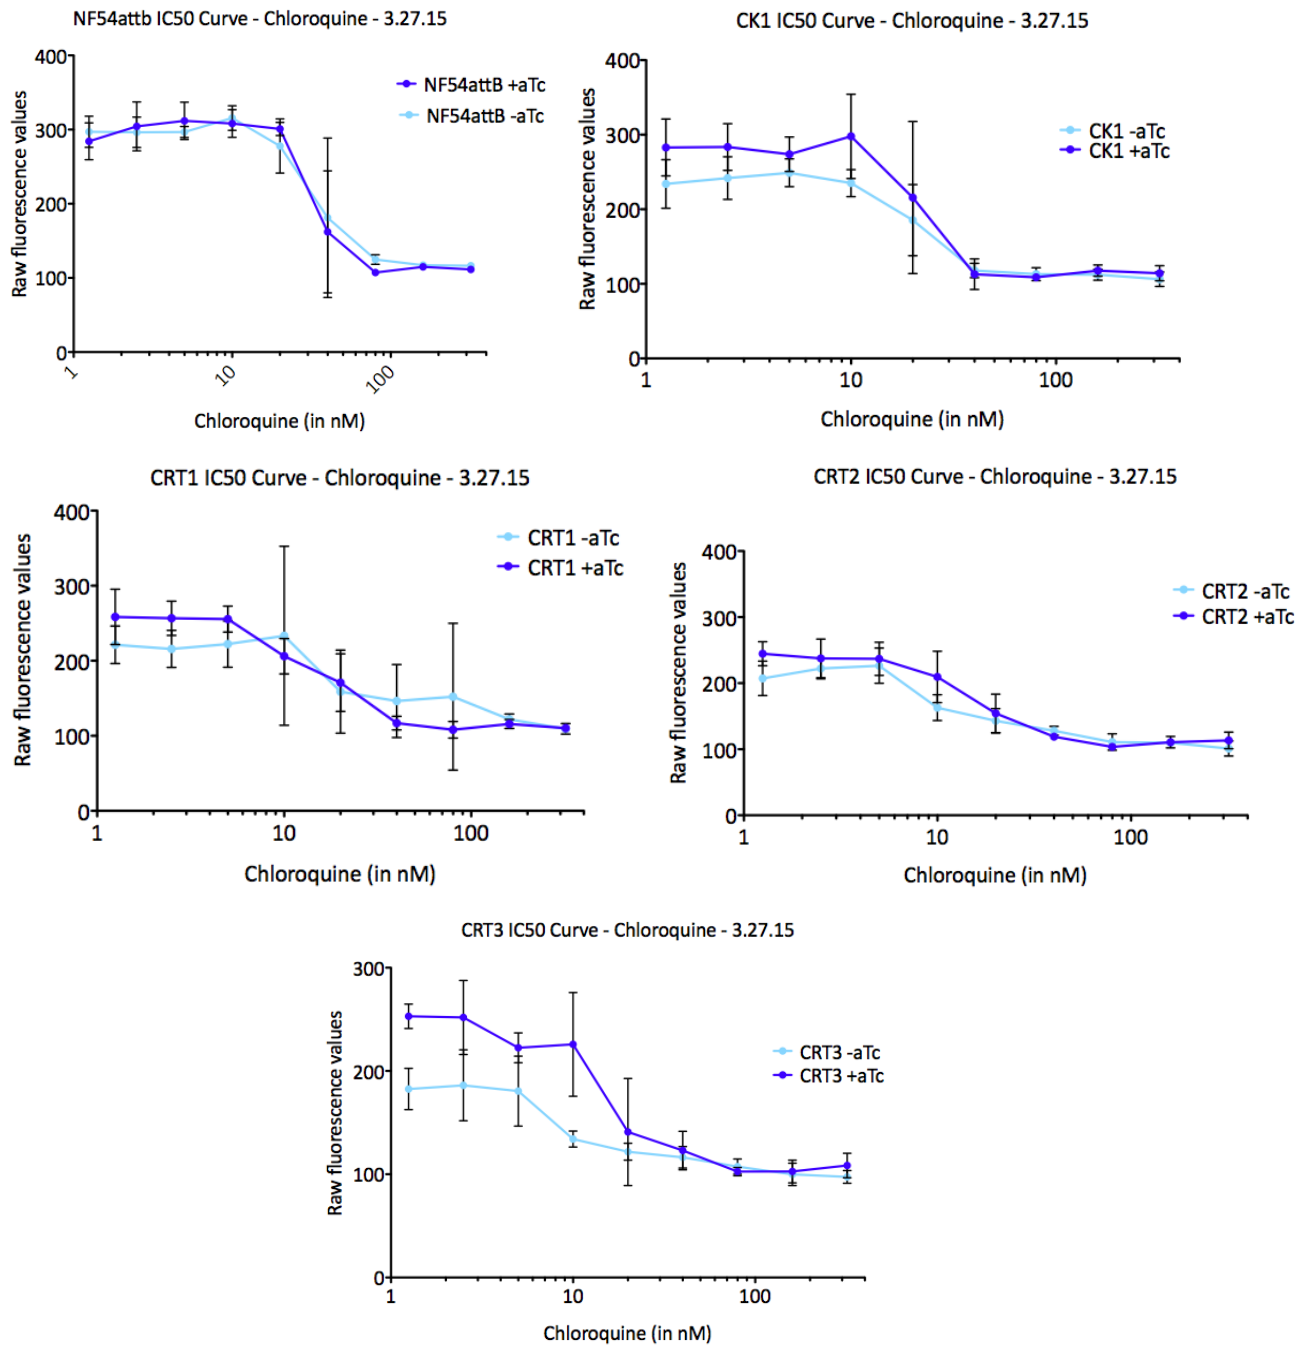 NF54attb IC50 Curve - Chloroquine - 3.27.15
400
300
200
100
0
Raw fluorescence values
NF54attB +aTc
NF54attB -aTc
1
10
100
Chloroquine (in nM)
CK1 IC50 Curve - Chloroquine - 3.27.15
400
300
200
100
0
Raw fluorescence values
CK1 -aTc
CK1 +aTc
1
10
100
Chloroquine (in nM)
CRT1 IC50 Curve - Chloroquine - 3.27.15
400
300
200
100
0
Raw fluorescence values
CRT1 -aTc
CRT1 +aTc
1
10
100
Chloroquine (in nM)
CRT2 IC50 Curve - Chloroquine - 3.27.15
400
300
200
100
0
Raw fluorescence values
CRT2 -aTc
CRT2 +aTc
1
10
100
Chloroquine (in nM)
CRT3 IC50 Curve - Chloroquine - 3.27.15
300
200
100
0
Raw fluorescence values
CRT3 -aTc
CRT3 +aTc
1
10
100
Chloroquine (in nM)